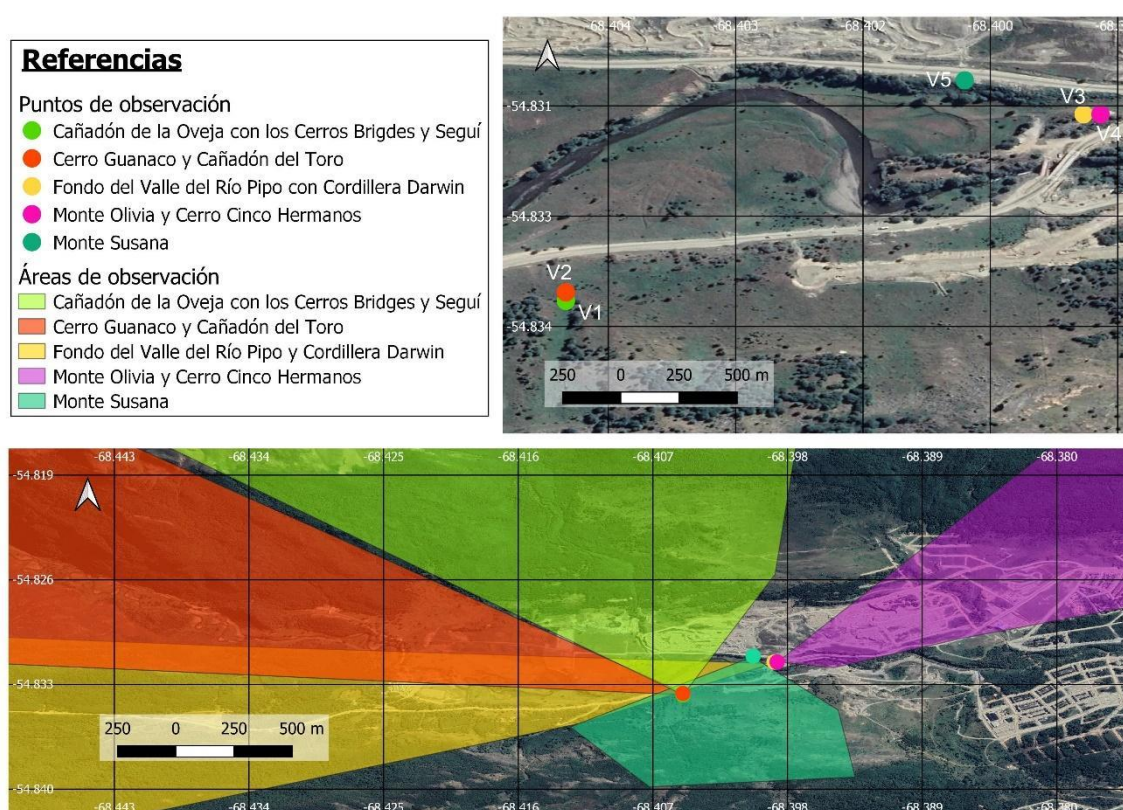 Referencias
Puntos de observación
Cañadón de la Oveja con los Cerros Brigdes y Seguí
Cerro Guanaco y Cañadón del Toro
Fondo del Valle del Río Pipo con Cordillera Darwin
Monte Olivia y Cerro Cinco Hermanos
Monte Susana
Áreas de observación
Cañadón de la Oveja con los Cerros Bridges y Seguí
Cerro Guanaco y Cañadón del Toro
Fondo del Valle del Río Pipo y Cordillera Darwin
Monte Olivia y Cerro Cinco Hermanos
Monte Susana
-68.404 -68.403 -68.402 -68.400
V5
V3
-54.831
V4
-54.833
V2
V1
-54.834
250 0 250 500 m
-68.443 -68.434 -68.425 -68.416 -68.407 -68.398 -68.389 -68.380
-54.819
-54.826
-54.833
250 0 250 500 m
-54.840
-68.443 -68.434 -68.425 -68.416 -68.407 -68.398 -68.389 -68.380